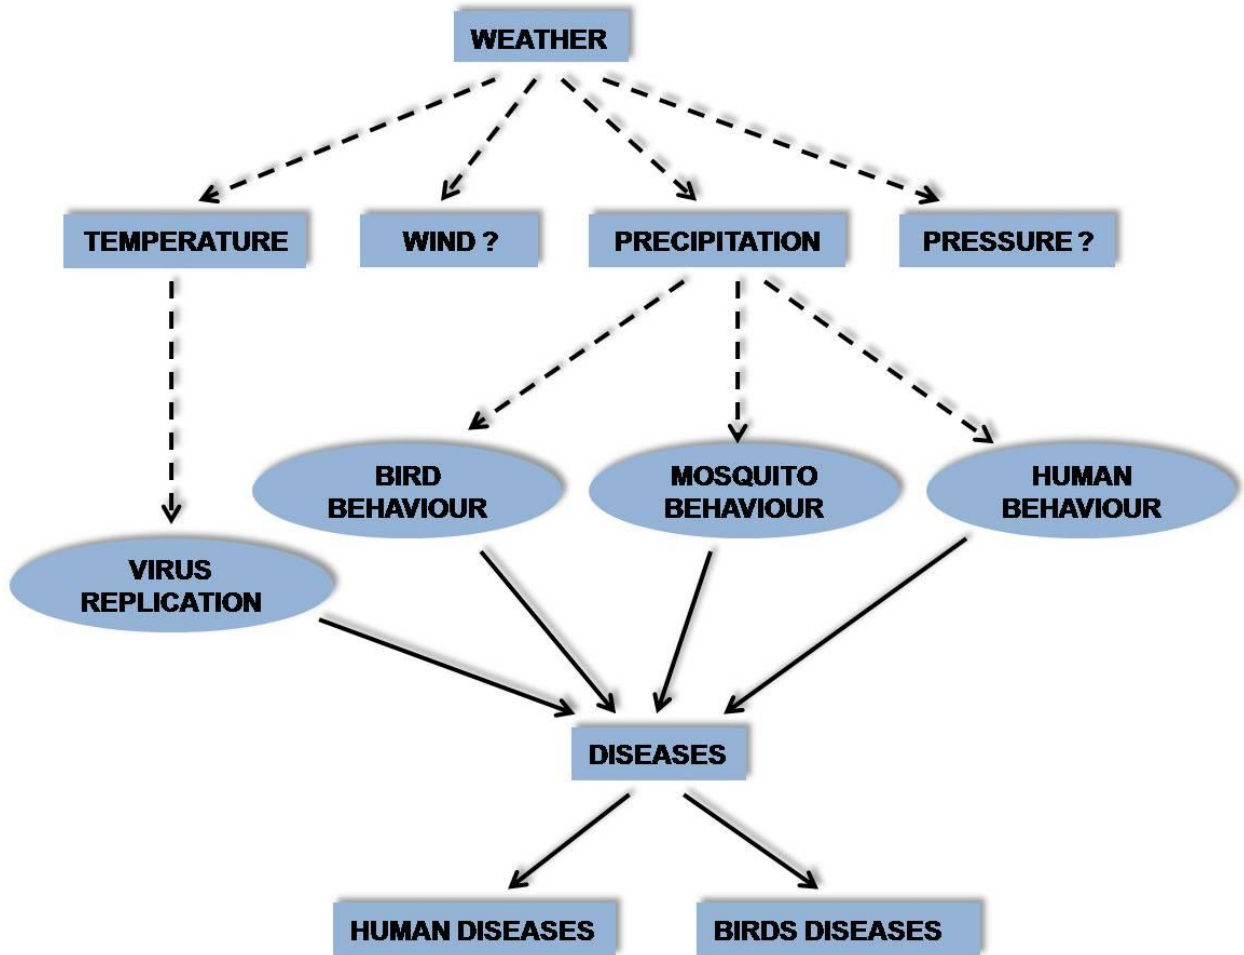 WEATHER
TEMPERATURE
WIND ?
PRECIPITATION
PRESSURE ?
BIRD
BEHAVIOUR
MOSQUITO
BEHAVIOUR
HUMAN
BEHAVIOUR
VIRUS
REPLICATION
DISEASES
HUMAN DISEASES
BIRDS DISEASES